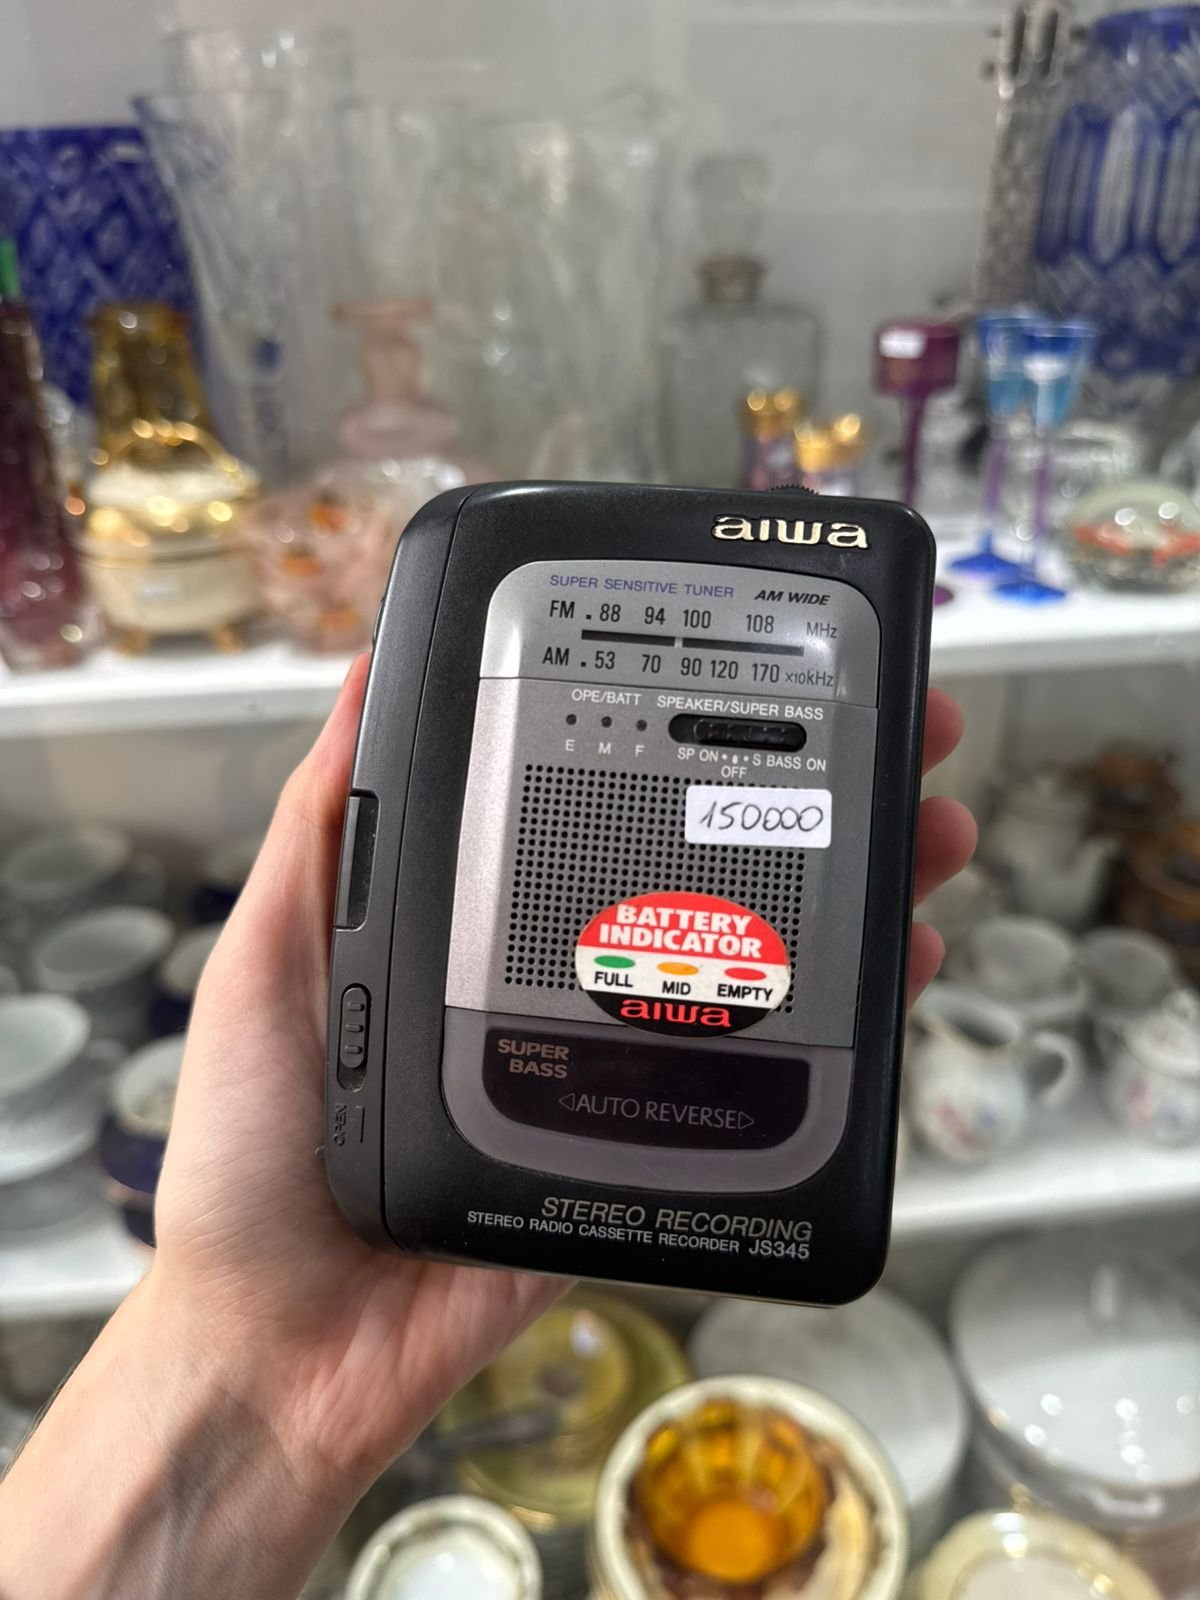 aiwa
SUPER SENSITIVE TUNER AM WIDE
FM . 88 94 100 108 MHz
AM . 53 70 90 120 170 x10kHz
OPE/BATT SPEAKER/SUPER BASS
E M F
SP ON • • S BASS ON
OFF
150000
BATTERY
INDICATOR
FULL MID EMPTY
aiwa
SUPER
BASS
◁AUTO REVERSE▷
OPEN
STEREO RECORDING
STEREO RADIO CASSETTE RECORDER JS345